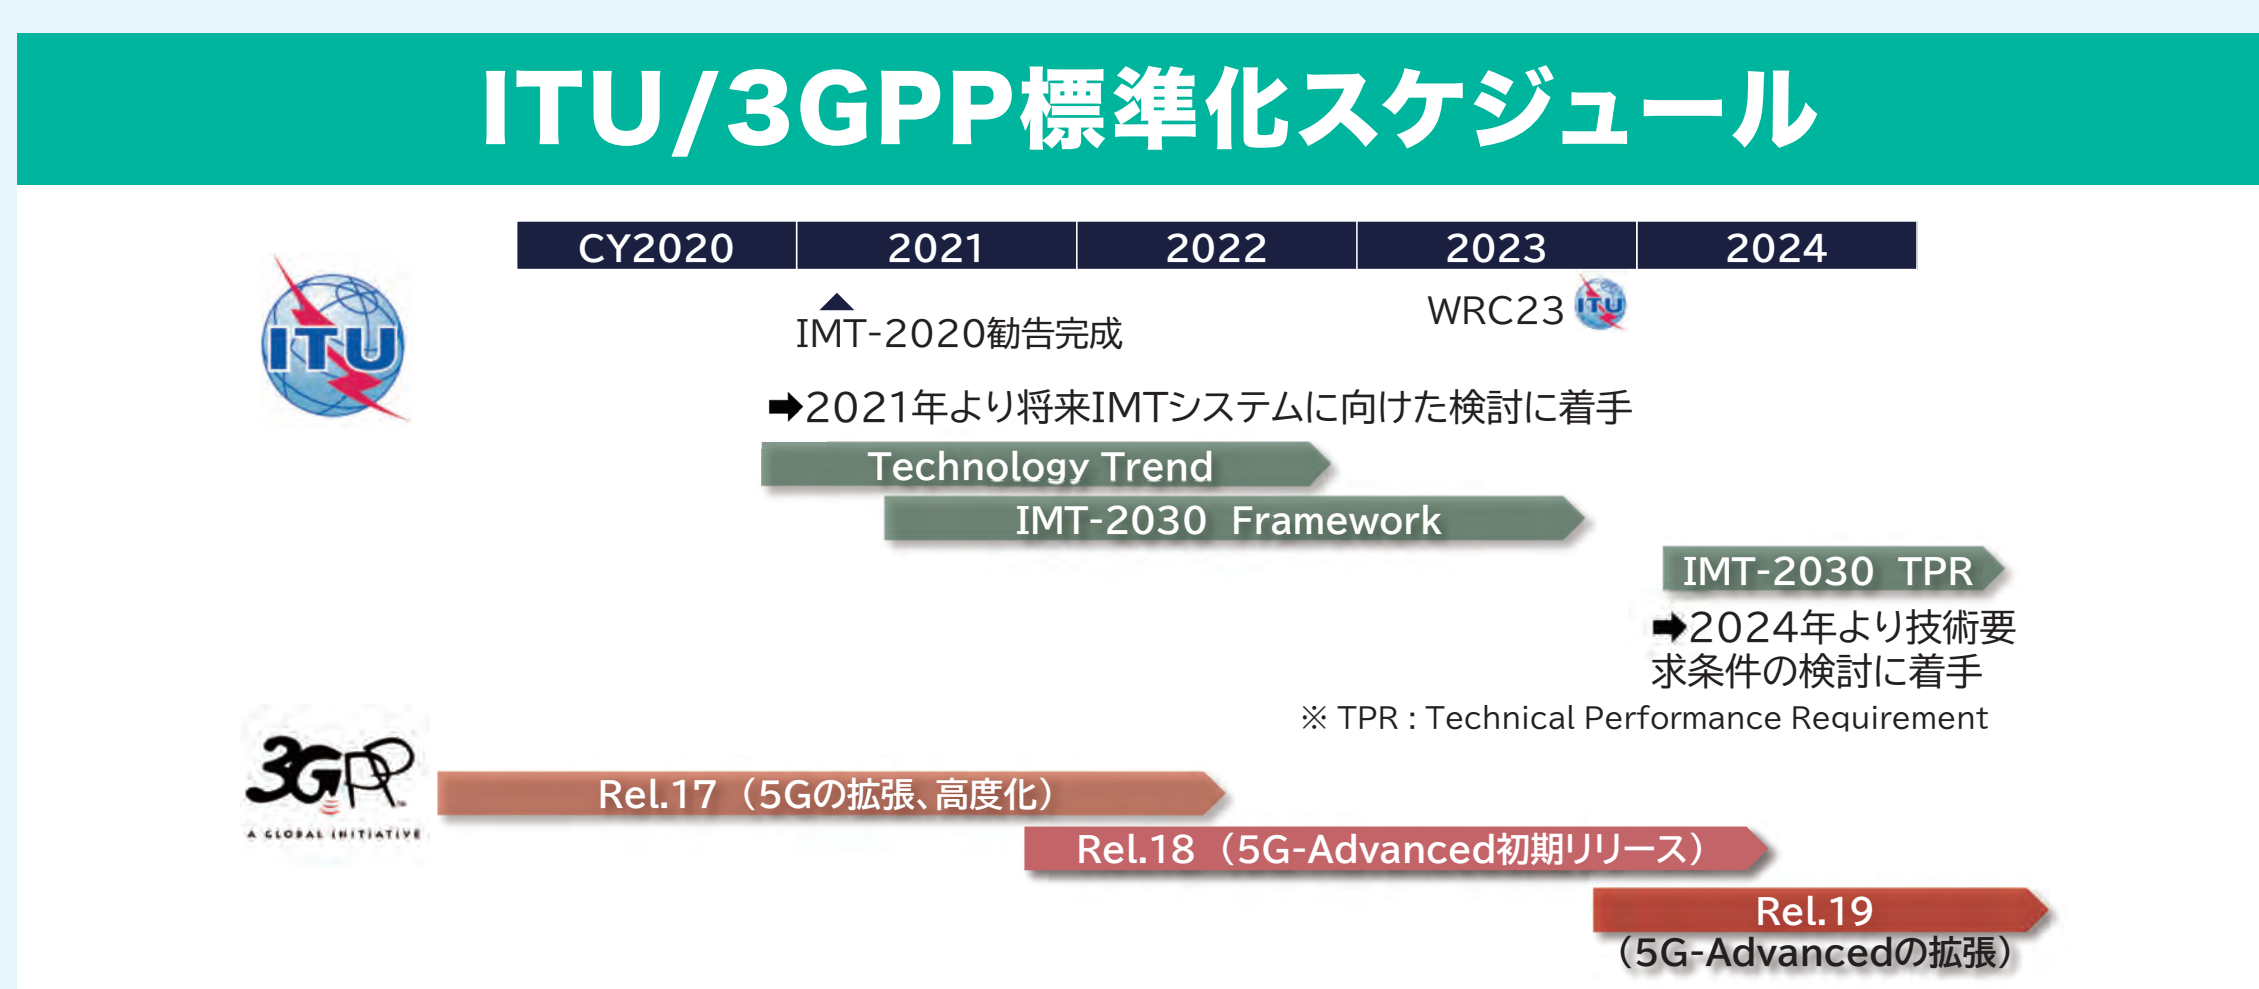 ITU/3GPP標準化スケジュール
CY2020 2021 2022 2023 2024
ITU
IMT-2020勧告完成
WRC23 ITU
➡2021年より将来IMTシステムに向けた検討に着手
Technology Trend
IMT-2030 Framework
IMT-2030 TPR
➡2024年より技術要
求条件の検討に着手
※ TPR : Technical Performance Requirement
3GPP
A GLOBAL INITIATIVE
Rel.17（5Gの拡張、高度化）
Rel.18（5G-Advanced初期リリース）
Rel.19
（5G-Advancedの拡張）